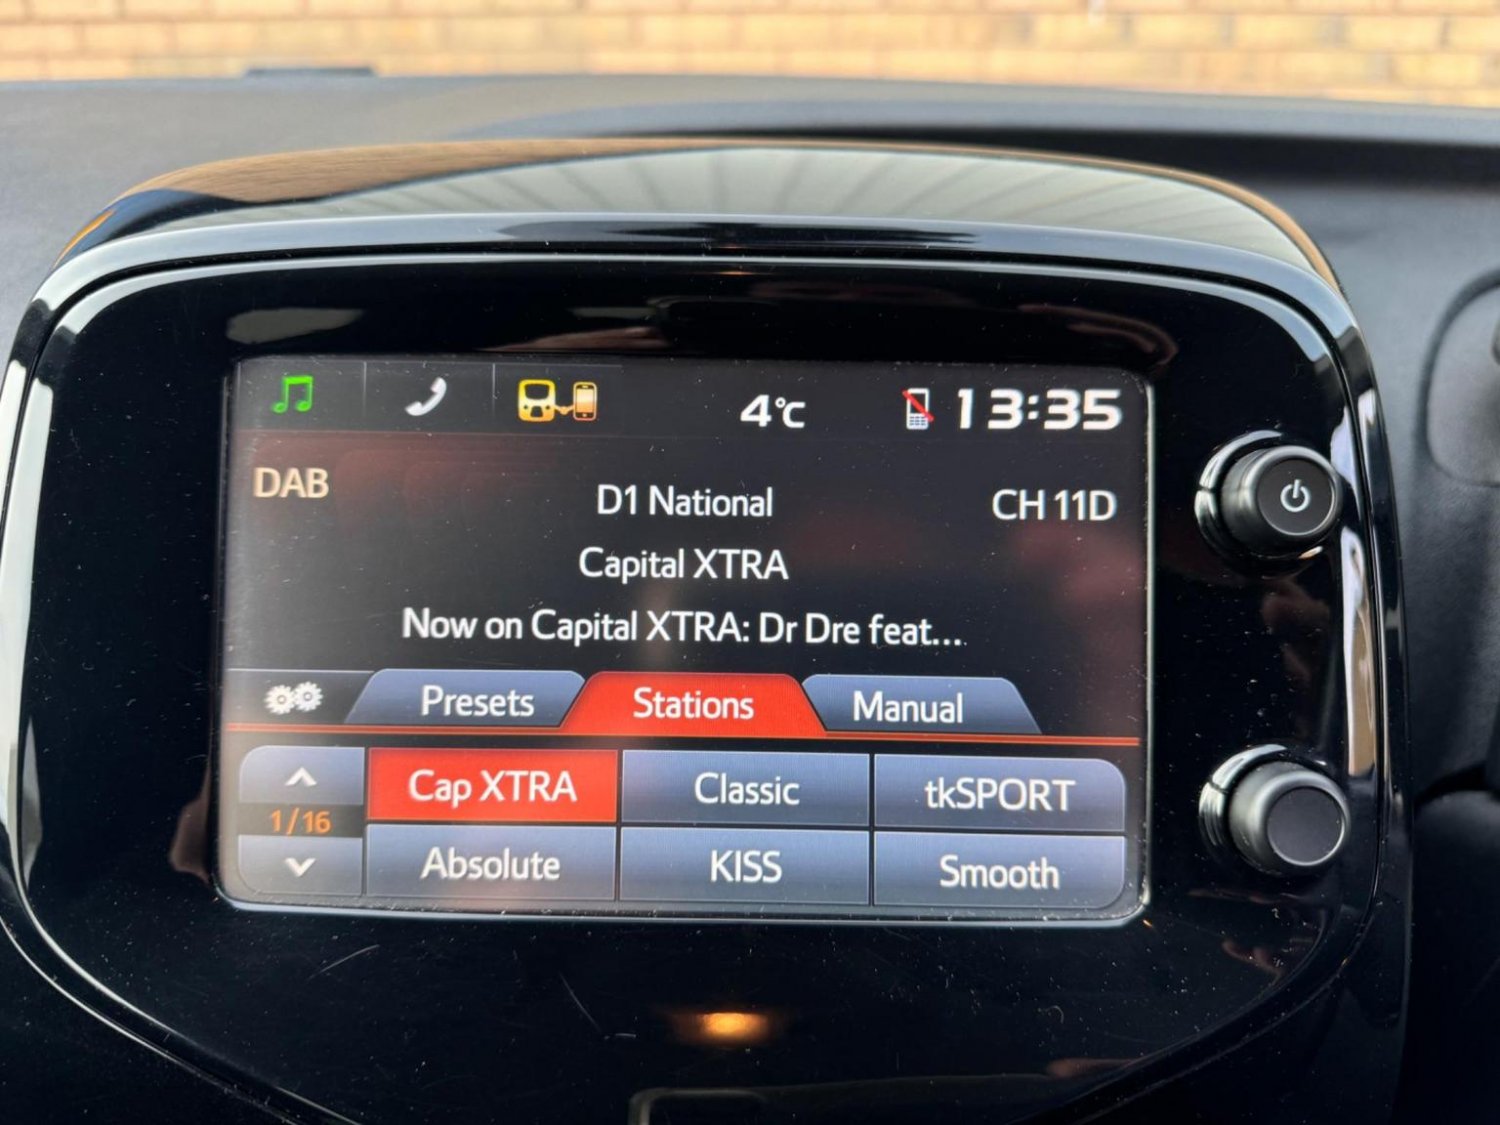 4°C 13:35
DAB D1 National CH 11D
Capital XTRA
Now on Capital XTRA: Dr Dre feat...
Presets Stations Manual
Cap XTRA Classic tkSPORT
1/16
Absolute KISS Smooth